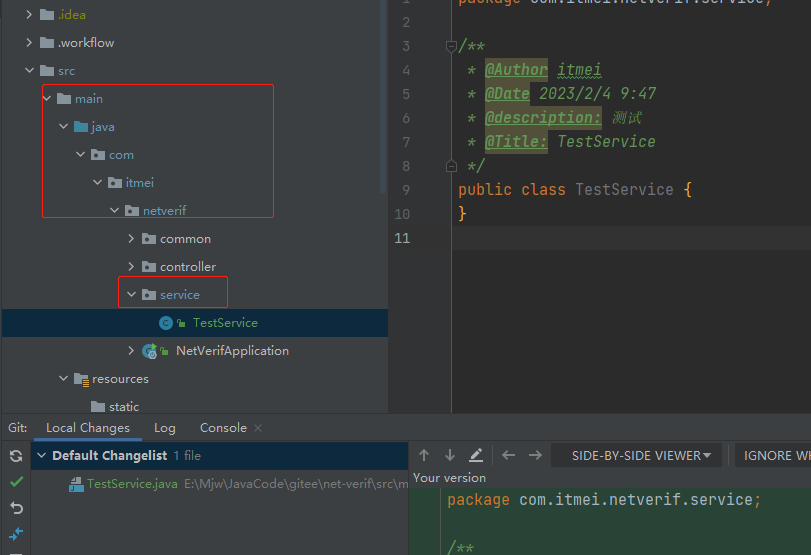 .idea
.workflow
src
main
java
com
itmei
netverif
common
controller
service
TestService
NetVerifApplication
resources
static
package com.itmei.netverif.service;
2
3 /**
4 * @Author itmei
5 * @Date 2023/2/4 9:47
6 * @description: 测试
7 * @Title: TestService
8 */
9 public class TestService {
10 }
11
Git: Local Changes Log Console
Default Changelist 1 file
TestService.java E:\Mjw\JavaCode\gitee\net-verif\src\m
SIDE-BY-SIDE VIEWER IGNORE WH
Your version
package com.itmei.netverif.service;
/**